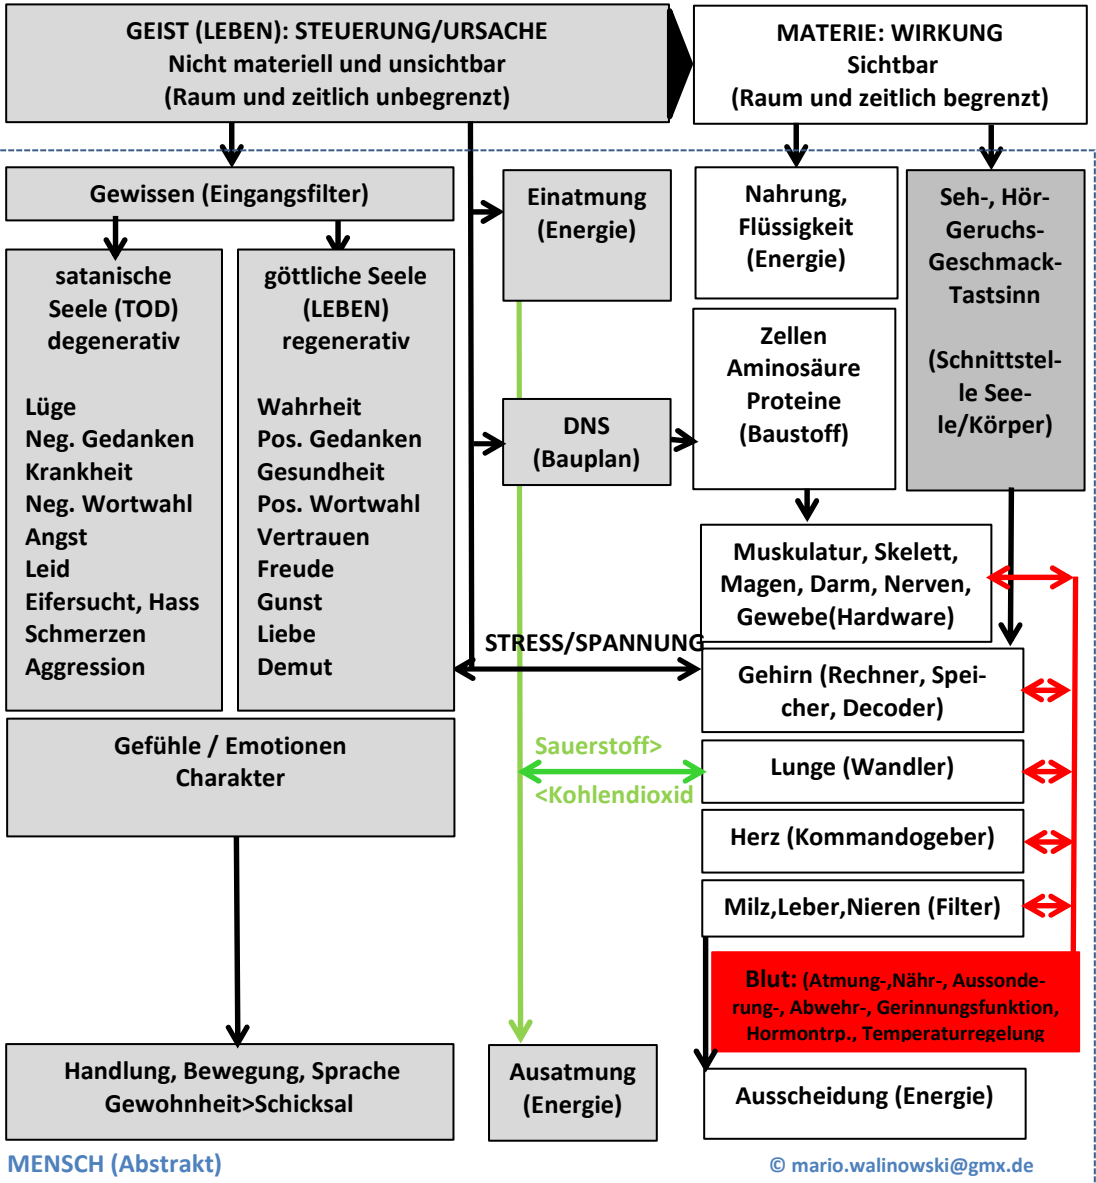 GEIST (LEBEN): STEUERUNG/URSACHE
Nicht materiell und unsichtbar
(Raum und zeitlich unbegrenzt)
MATERIE: WIRKUNG
Sichtbar
(Raum und zeitlich begrenzt)
Gewissen (Eingangsfilter)
satanische
Seele (TOD)
degenerativ
Lüge
Neg. Gedanken
Krankheit
Neg. Wortwahl
Angst
Leid
Eifersucht, Hass
Schmerzen
Aggression
göttliche Seele
(LEBEN)
regenerativ
Wahrheit
Pos. Gedanken
Gesundheit
Pos. Wortwahl
Vertrauen
Freude
Gunst
Liebe
Demut
Gefühle / Emotionen
Charakter
Handlung, Bewegung, Sprache
Gewohnheit>Schicksal
Einatmung
(Energie)
DNS
(Bauplan)
STRESS/SPANNUNG
Sauerstoff>
<Kohlendioxid
Ausatmung
(Energie)
Nahrung,
Flüssigkeit
(Energie)
Zellen
Aminosäure
Proteine
(Baustoff)
Seh-, Hör-
Geruchs-
Geschmack-
Tastsinn
(Schnittstel-
le See-
le/Körper)
Muskulatur, Skelett,
Magen, Darm, Nerven,
Gewebe(Hardware)
Gehirn (Rechner, Spei-
cher, Decoder)
Lunge (Wandler)
Herz (Kommandogeber)
Milz,Leber,Nieren (Filter)
Blut: (Atmung-,Nähr-, Aussonde-
rung-, Abwehr-, Gerinnungsfunktion,
Hormontrp., Temperaturregelung
Ausscheidung (Energie)
MENSCH (Abstrakt)
© mario.walinowski@gmx.de